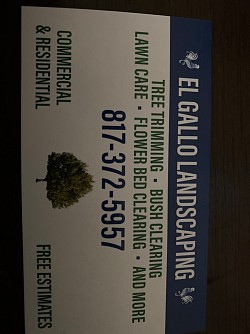 EL GALLO LANDSCAPING
TREE TRIMMING • BUSH CLEARING
LAWN CARE • FLOWER BED CLEARING • AND MORE
817-372-5957
COMMERCIAL
& RESIDENTIAL
FREE ESTIMATES